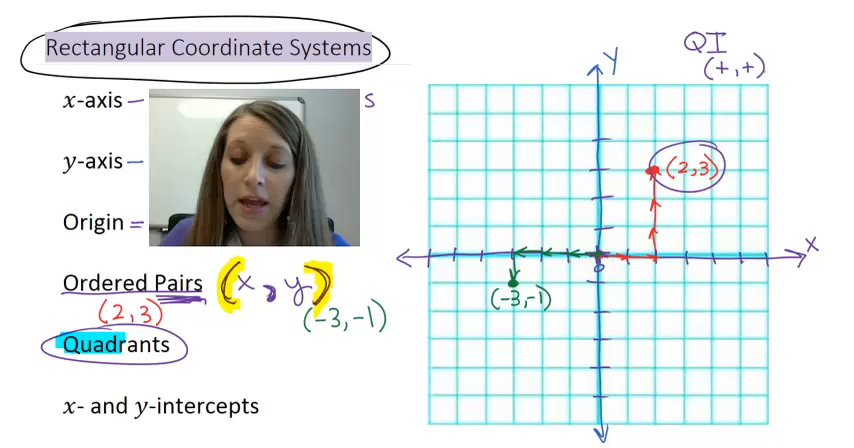 Rectangular Coordinate Systems
x-axis –
s
y-axis –
Origin =
Ordered Pairs (x, y)
(2,3)
(-3,-1)
Quadrants
x- and y-intercepts
QI
(+,+)
Y
(2,3)
X
0
(-3,-1)